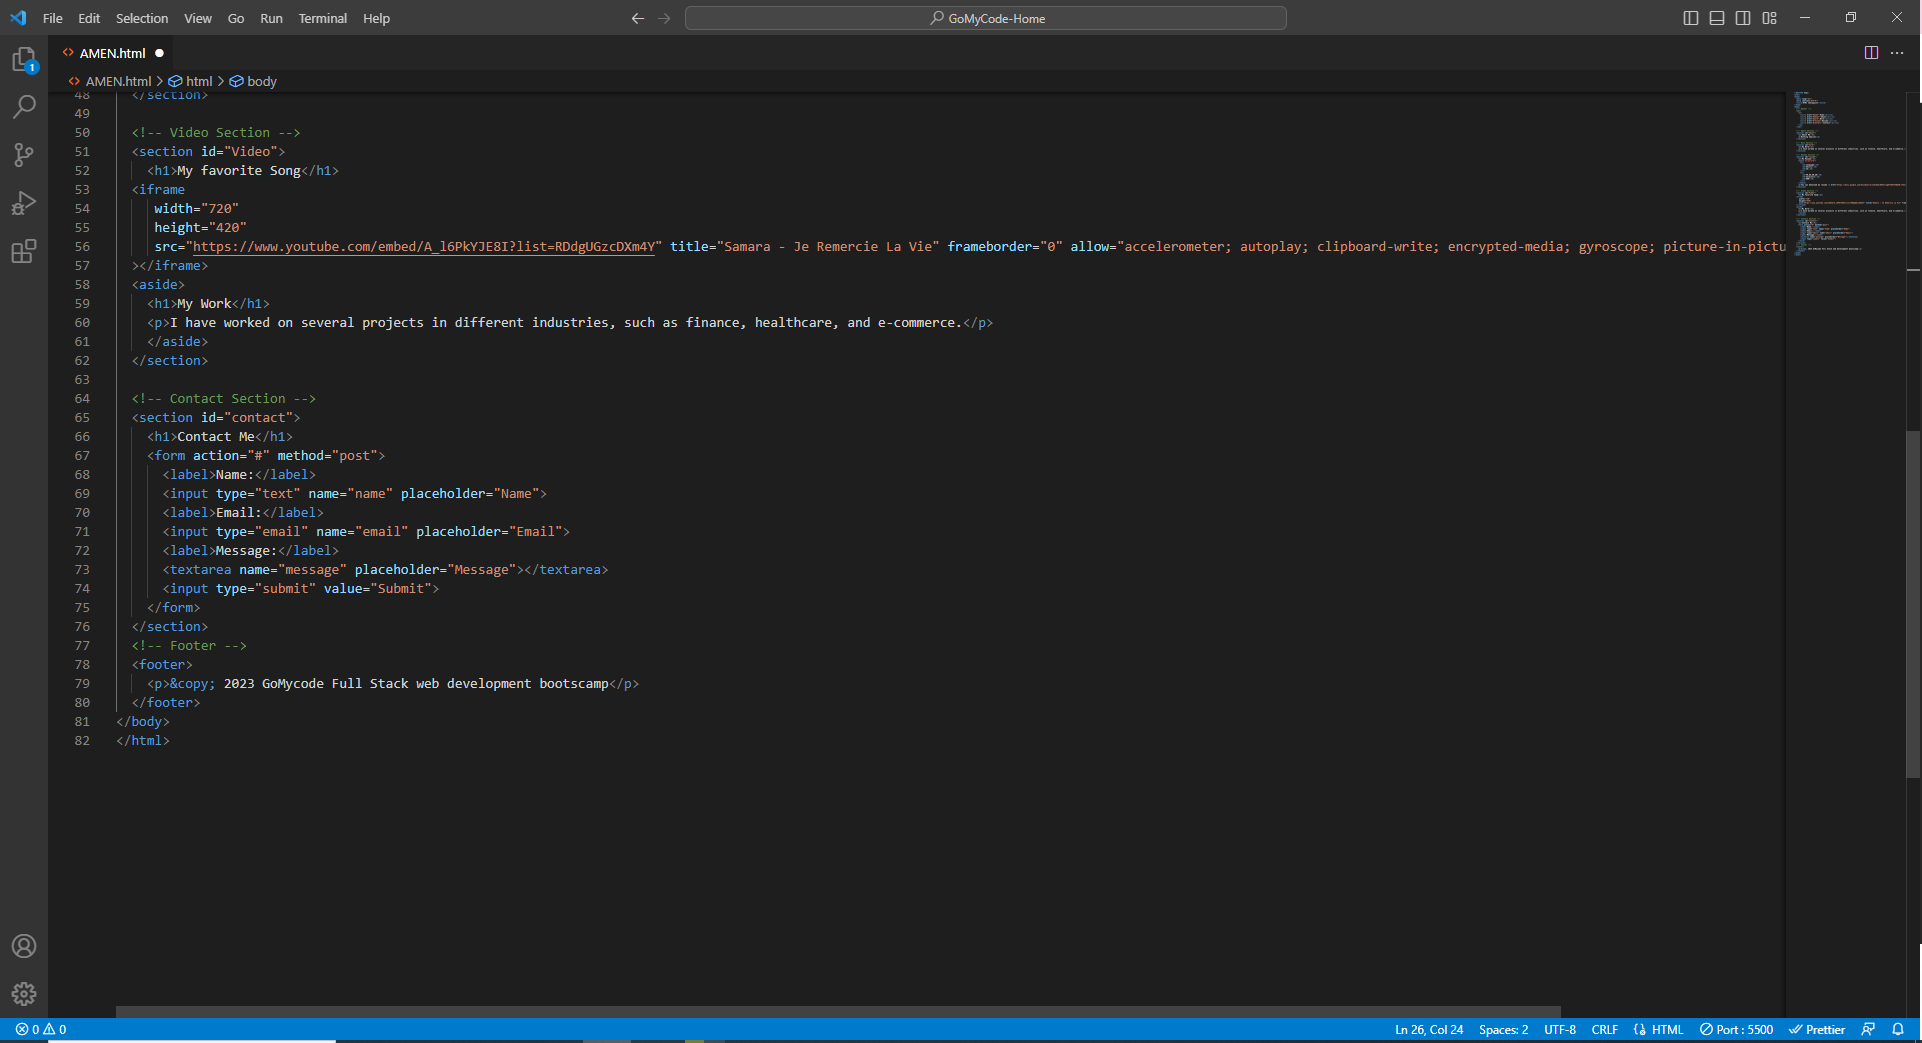 File Edit Selection View Go Run Terminal Help GoMyCode-Home
AMEN.html
AMEN.html > html > body
48 </section>
49
50 <!-- Video Section -->
51 <section id="Video">
52 <h1>My favorite Song</h1>
53 <iframe
54 width="720"
55 height="420"
56 src="https://www.youtube.com/embed/A_l6PkYJE8I?list=RDdgUGzcDXm4Y" title="Samara - Je Remercie La Vie" frameborder="0" allow="accelerometer; autoplay; clipboard-write; encrypted-media; gyroscope; picture-in-pictu
57 ></iframe>
58 <aside>
59 <h1>My Work</h1>
60 <p>I have worked on several projects in different industries, such as finance, healthcare, and e-commerce.</p>
61 </aside>
62 </section>
63
64 <!-- Contact Section -->
65 <section id="contact">
66 <h1>Contact Me</h1>
67 <form action="#" method="post">
68 <label>Name:</label>
69 <input type="text" name="name" placeholder="Name">
70 <label>Email:</label>
71 <input type="email" name="email" placeholder="Email">
72 <label>Message:</label>
73 <textarea name="message" placeholder="Message"></textarea>
74 <input type="submit" value="Submit">
75 </form>
76 </section>
77 <!-- Footer -->
78 <footer>
79 <p>&copy; 2023 GoMycode Full Stack web development bootscamp</p>
80 </footer>
81 </body>
82 </html>
1
0 0 Ln 26, Col 24 Spaces: 2 UTF-8 CRLF HTML Port : 5500 Prettier